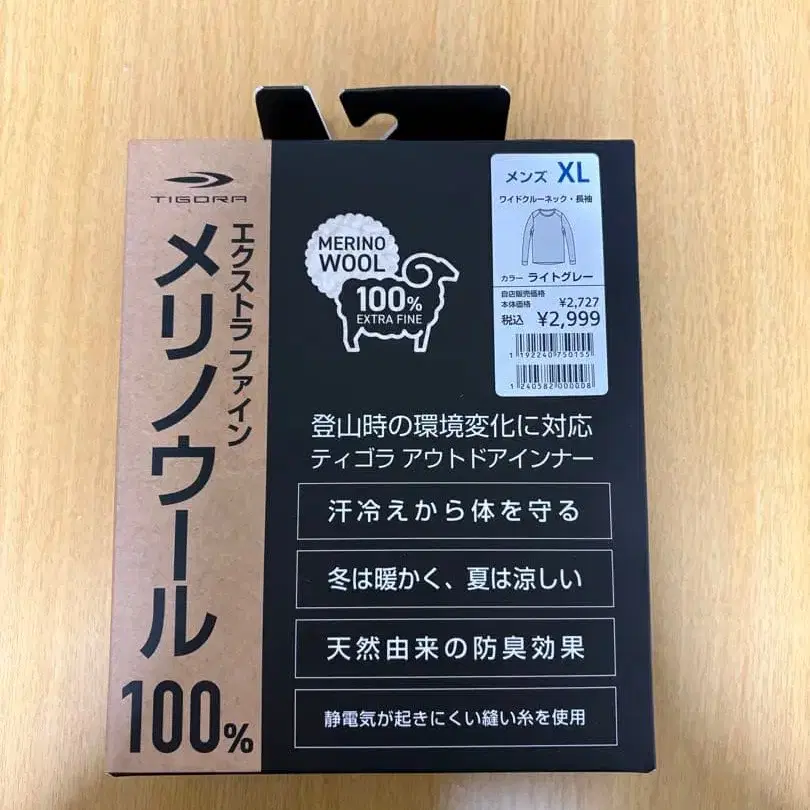 TIGORA
エクストラ ファイン
メリノウール
100%
MERINO
WOOL
100%
EXTRA FINE
メンズ XL
ワイドクルーネック・長袖
カラー ライトグレー
自店販売価格
本体価格 ¥2,727
税込 ¥2,999
1192240750155
1240582000008
登山時の環境変化に対応
ティゴラ アウトドアインナー
汗冷えから体を守る
冬は暖かく、夏は涼しい
天然由来の防臭効果
静電気が起きにくい縫い糸を使用